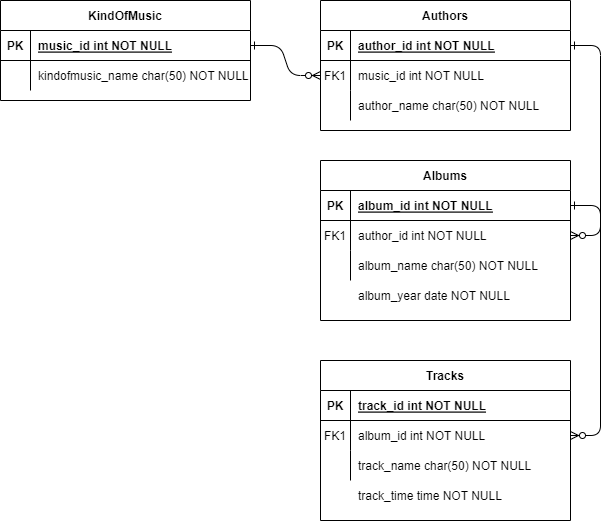 KindOfMusic
PK music_id int NOT NULL
kindofmusic_name char(50) NOT NULL
Authors
PK author_id int NOT NULL
FK1 music_id int NOT NULL
author_name char(50) NOT NULL
Albums
PK album_id int NOT NULL
FK1 author_id int NOT NULL
album_name char(50) NOT NULL
album_year date NOT NULL
Tracks
PK track_id int NOT NULL
FK1 album_id int NOT NULL
track_name char(50) NOT NULL
track_time time NOT NULL